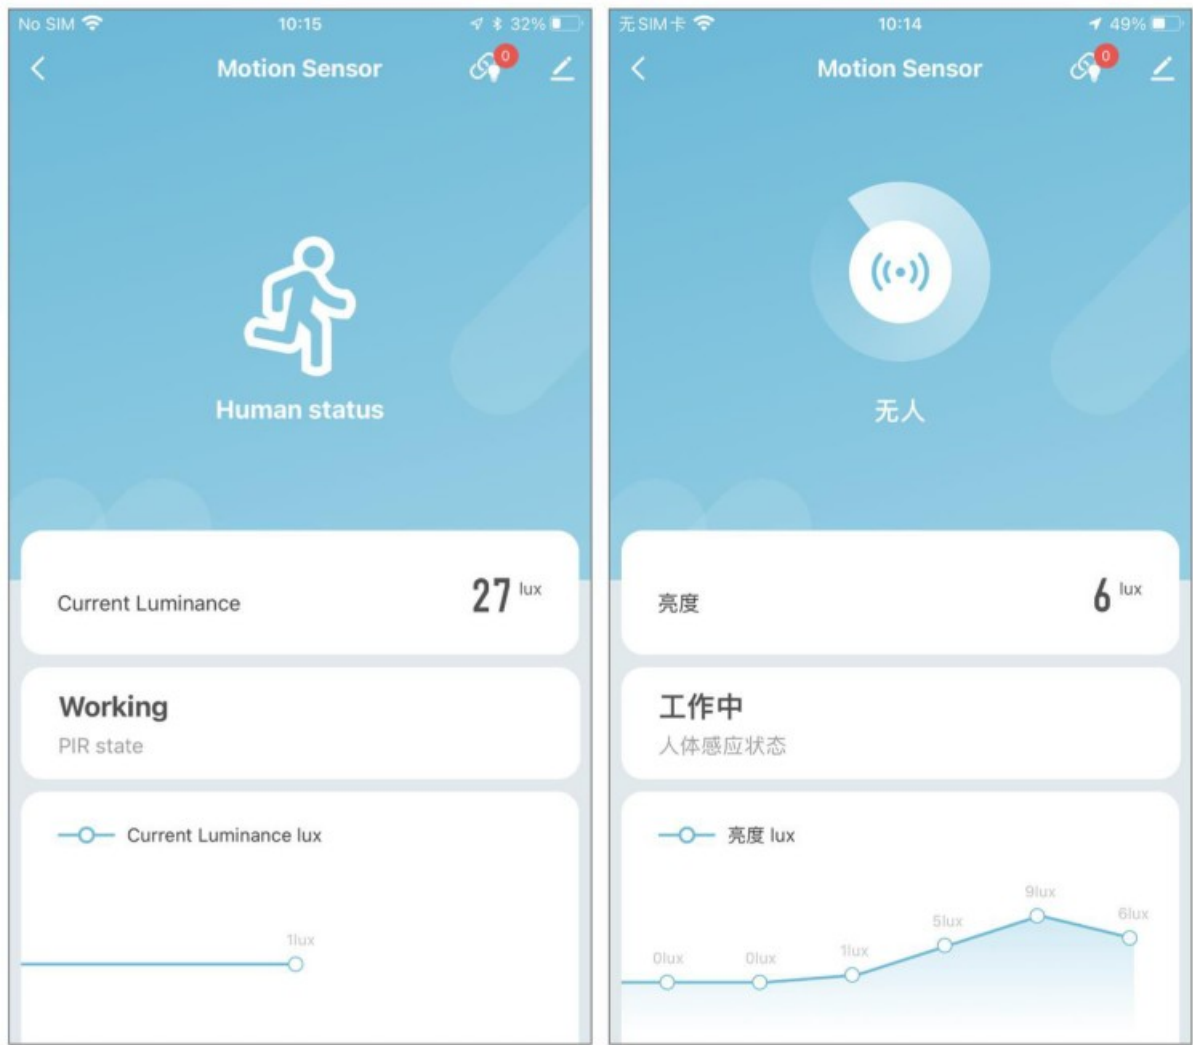 No SIM 10:15 32%
Motion Sensor
0
Human status
Current Luminance 27 lux
Working
PIR state
Current Luminance lux
1lux
无SIM卡 10:14 49%
Motion Sensor
0
无人
亮度 6 lux
工作中
人体感应状态
亮度 lux
0lux 0lux 1lux 5lux 9lux 6lux